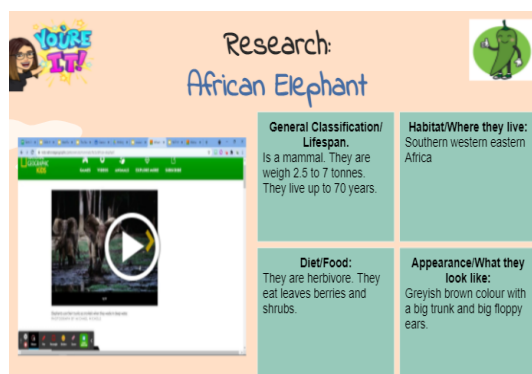 YOU'RE
IT!
Research:
African Elephant
General Classification/
Lifespan.
Is a mammal. They are
weigh 2.5 to 7 tonnes.
They live up to 70 years.
Habitat/Where they live:
Southern western eastern
Africa
KIDS
Diet/Food:
They are herbivore. They
eat leaves berries and
shrubs.
Appearance/What they
look like:
Greyish brown colour with
a big trunk and big floppy
ears.